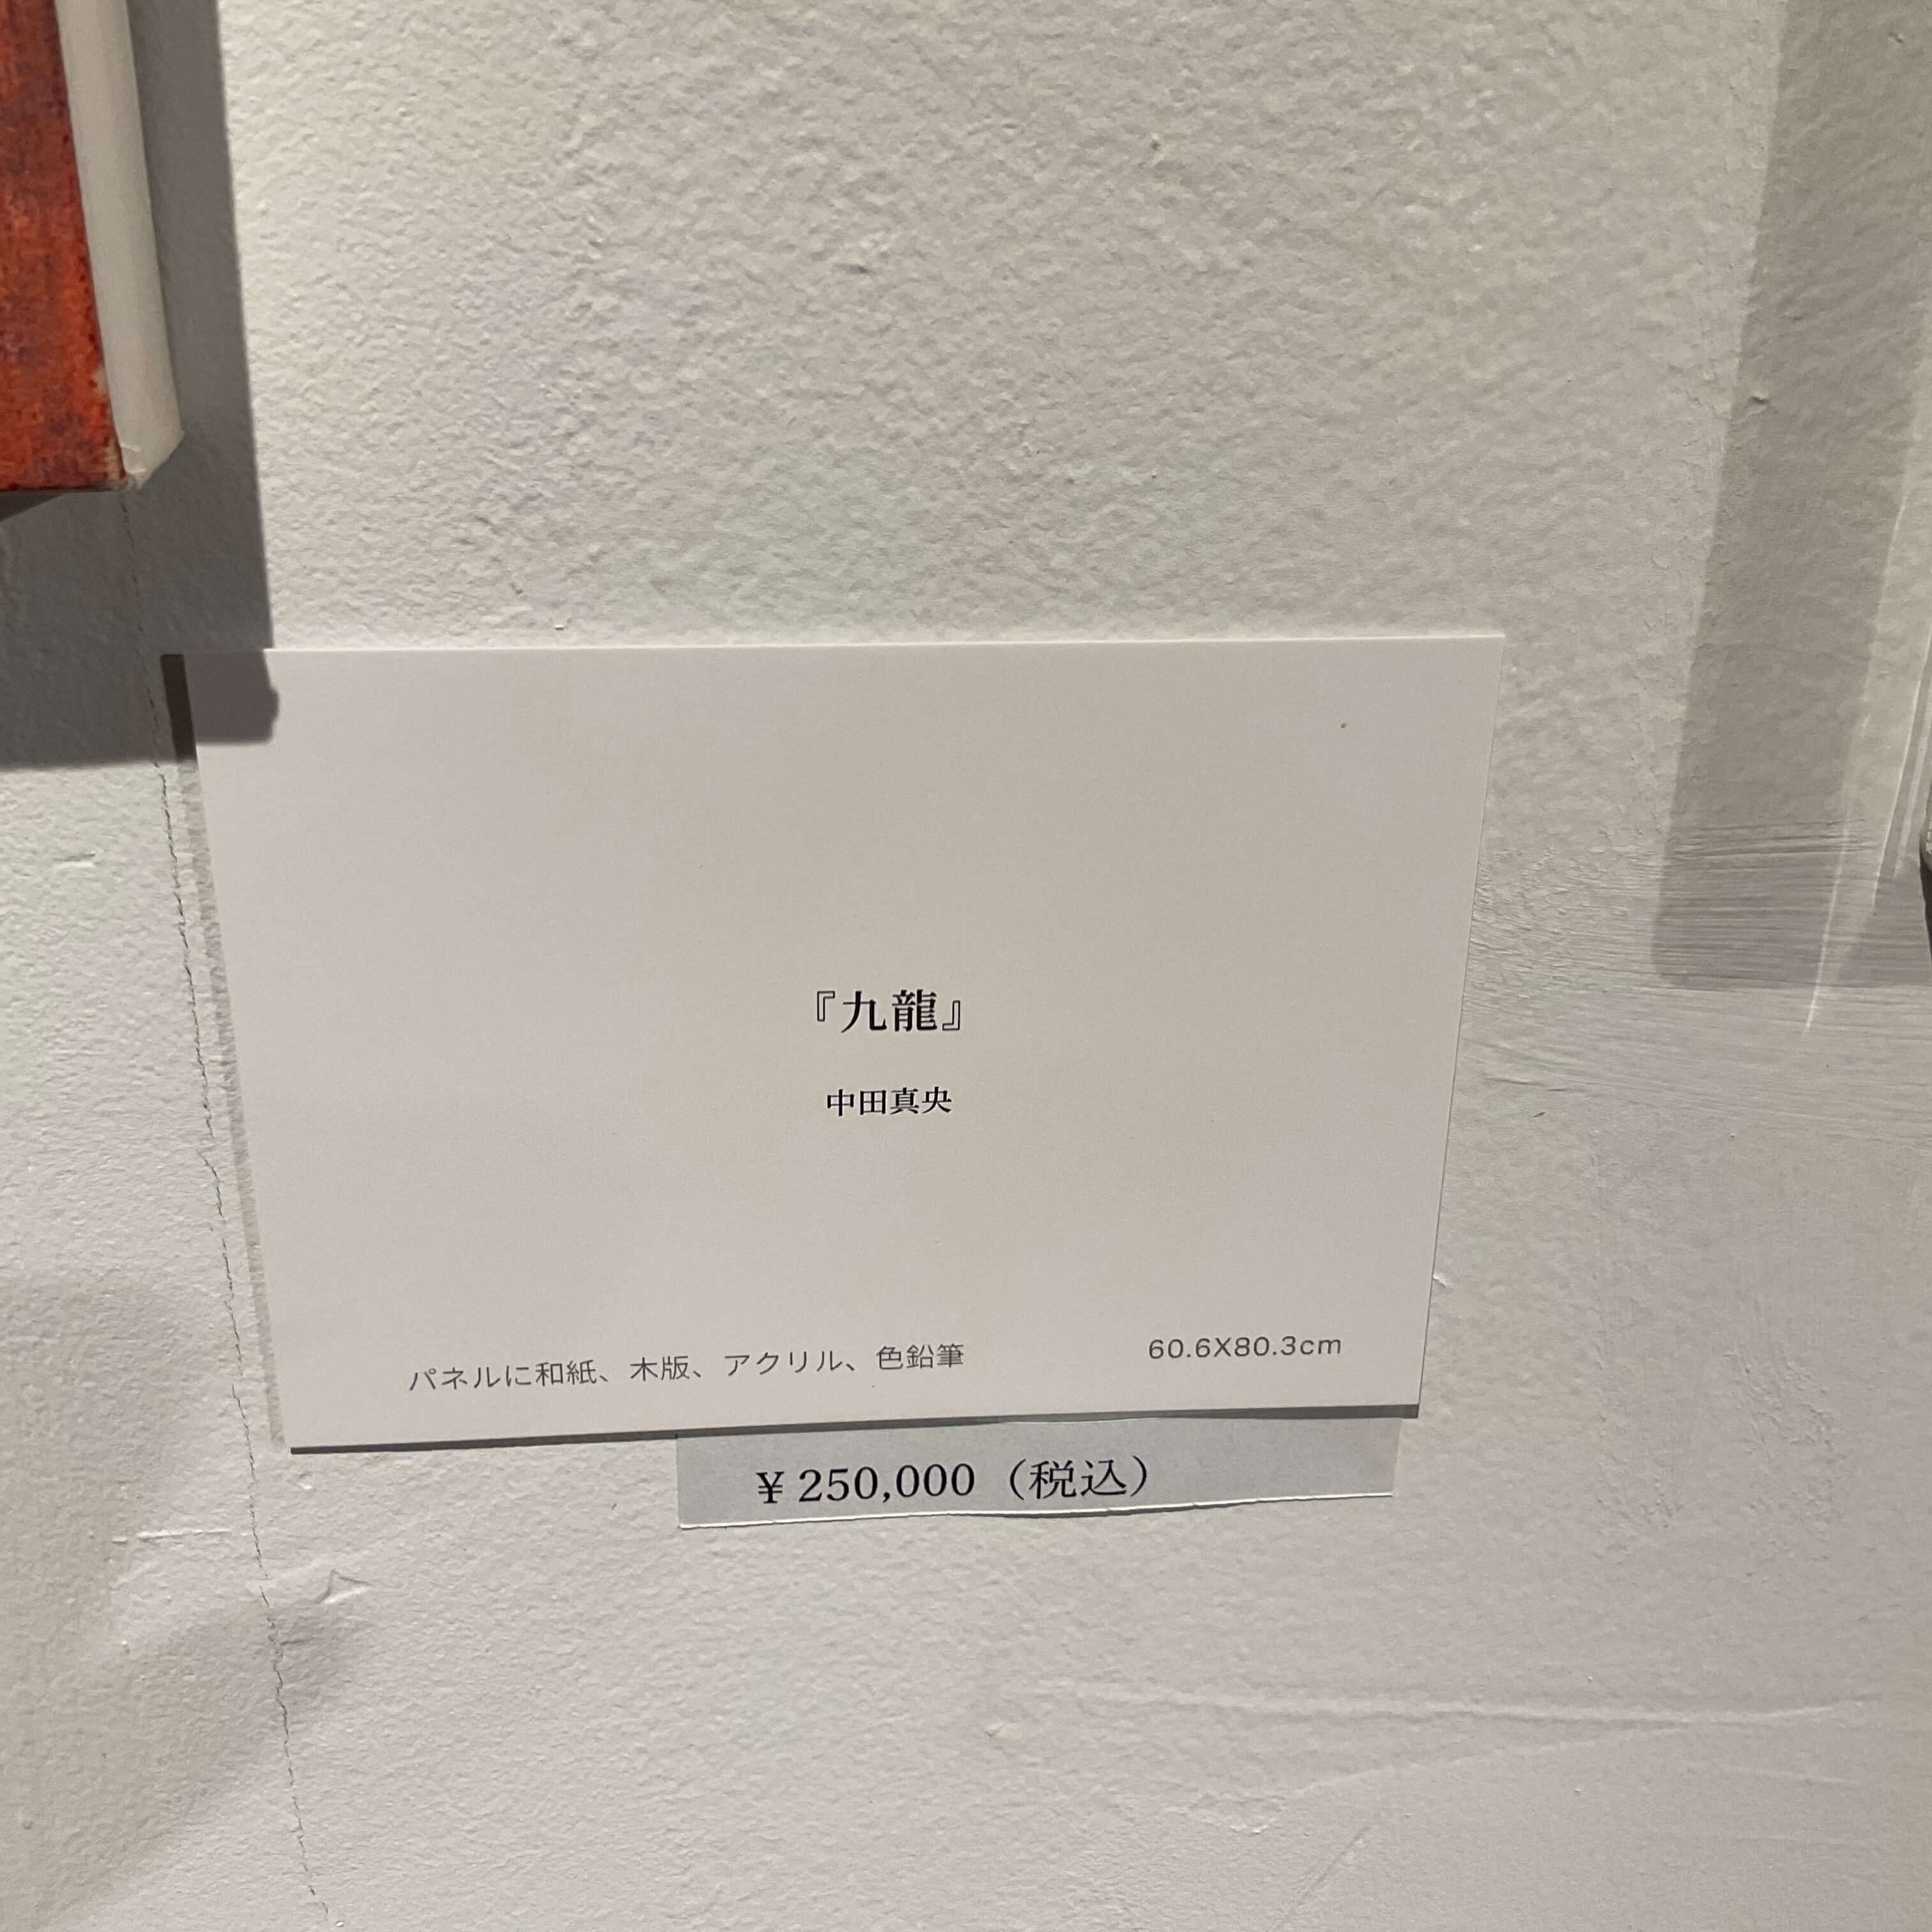 『九龍』
中田真央
パネルに和紙、木版、アクリル、色鉛筆
60.6X80.3cm
¥250,000（税込）